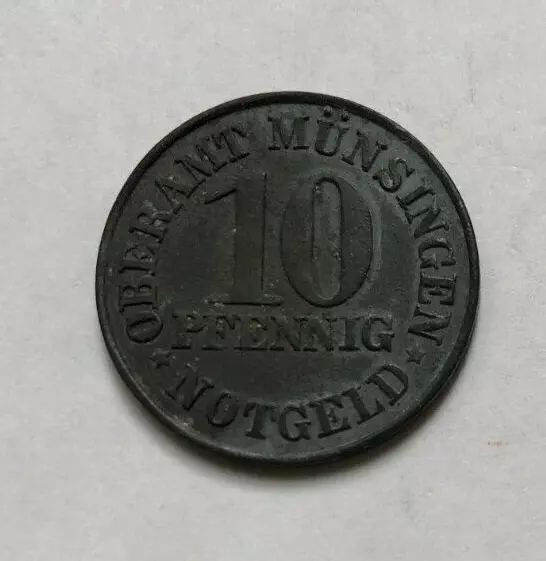 OBERAMT MÜNSINGEN
10
PFENNIG
NOTGELD